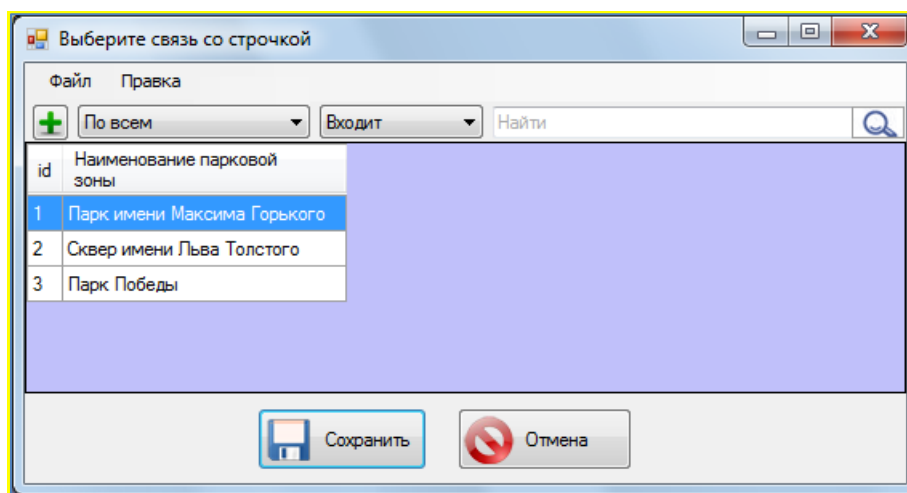 Выберите связь со строчкой
Файл Правка
По всем Входит Найти
id Наименование парковой
зоны
1 Парк имени Максима Горького
2 Сквер имени Льва Толстого
3 Парк Победы
Сохранить Отмена